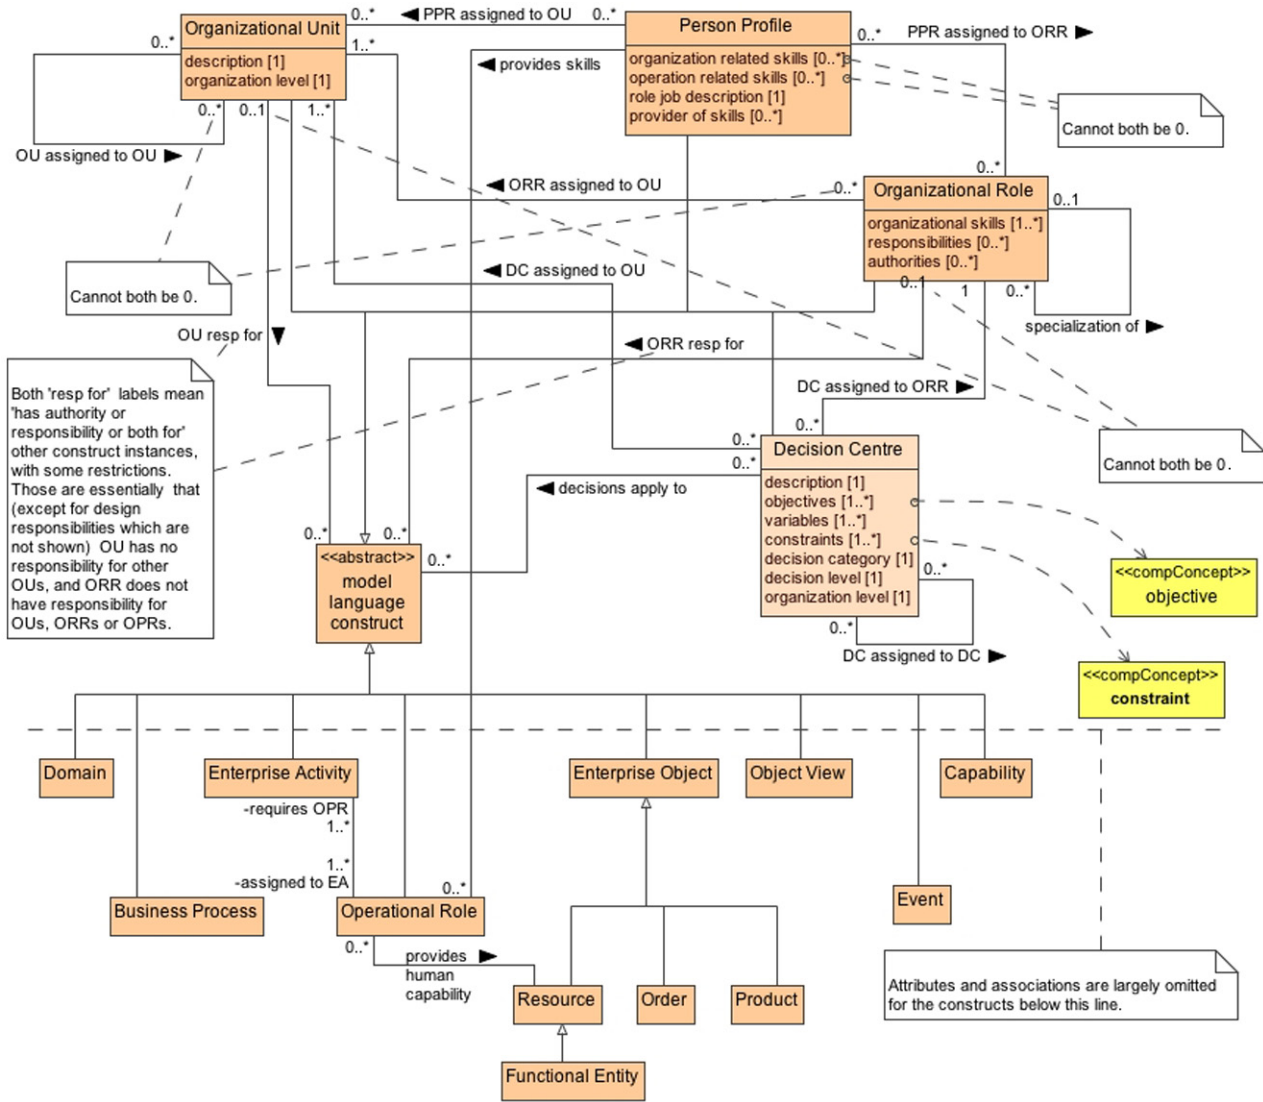 Organizational Unit
description [1]
organization level [1]
0..*
PPR assigned to OU
0..*
Person Profile
organization related skills [0..*]
operation related skills [0..*]
role job description [1]
provider of skills [0..*]
0..*
PPR assigned to ORR
0..*
1..*
provides skills
0..*
0..1
1..*
OU assigned to OU
Cannot both be 0.
ORR assigned to OU
0..*
0..*
Organizational Role
organizational skills [1..*]
responsibilities [0..*]
authorities [0..*]
0..1
0..1
1
0..*
specialization of
Cannot both be 0.
DC assigned to OU
OU resp for
ORR resp for
DC assigned to ORR
0..*
Both 'resp for' labels mean
'has authority or
responsibility or both for'
other construct instances,
with some restrictions.
Those are essentially that
(except for design
responsibilities which are
not shown) OU has no
responsibility for other
OUs, and ORR does not
have responsibility for
OUs, ORRs or OPRs.
0..*
0..*
Decision Centre
description [1]
objectives [1..*]
variables [1..*]
constraints [1..*]
decision category [1]
decision level [1]
organization level [1]
Cannot both be 0.
decisions apply to
0..*
0..*
0..*
<<abstract>>
model
language
construct
0..*
0..*
DC assigned to DC
<<compConcept>>
objective
<<compConcept>>
constraint
Domain
Enterprise Activity
Enterprise Object
Object View
Capability
-requires OPR
1..*
1..*
-assigned to EA
0..*
Business Process
Operational Role
Event
0..*
provides
human
capability
Resource
Order
Product
Functional Entity
Attributes and associations are largely omitted
for the constructs below this line.